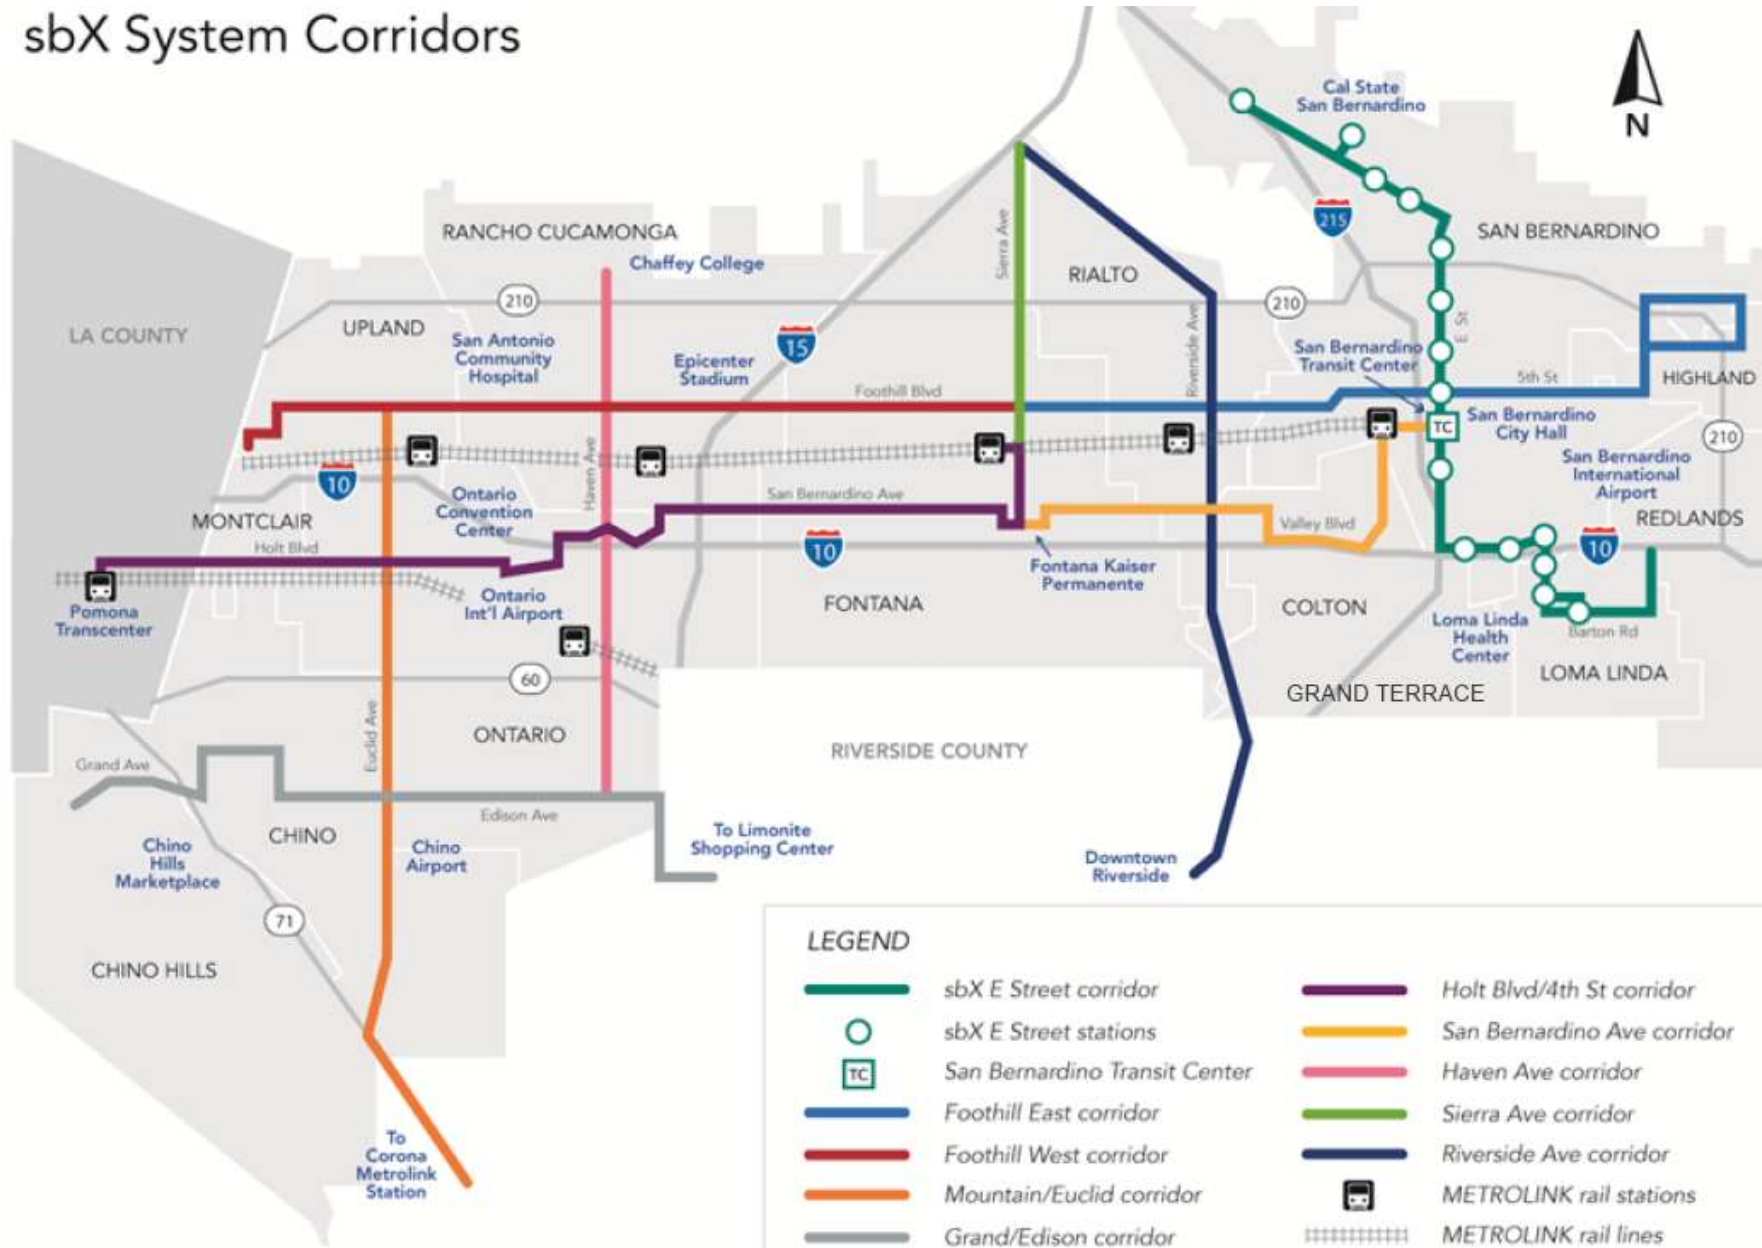 sbX System Corridors
Cal State
San Bernardino
N
215
SAN BERNARDINO
RANCHO CUCAMONGA
Chaffey College
Sierra Ave
RIALTO
210
210
LA COUNTY
UPLAND
San Antonio
Community
Hospital
15
Epicenter
Stadium
Riverside Ave
E St
San Bernardino
Transit Center
Foothill Blvd
5th St
HIGHLAND
TC
San Bernardino
City Hall
210
Haven Ave
10
San Bernardino
International
Airport
Ontario
Convention
Center
San Bernardino Ave
MONTCLAIR
Valley Blvd
REDLANDS
Holt Blvd
10
10
Fontana Kaiser
Permanente
Pomona
Transcenter
Ontario
Int'l Airport
FONTANA
COLTON
Loma Linda
Health
Center
Barton Rd
LOMA LINDA
60
GRAND TERRACE
Euclid Ave
ONTARIO
RIVERSIDE COUNTY
Grand Ave
Edison Ave
CHINO
Chino
Hills
Marketplace
Chino
Airport
To Limonite
Shopping Center
Downtown
Riverside
71
CHINO HILLS
To
Corona
Metrolink
Station
LEGEND
sbX E Street corridor
sbX E Street stations
TC
San Bernardino Transit Center
Foothill East corridor
Foothill West corridor
Mountain/Euclid corridor
Grand/Edison corridor
Holt Blvd/4th St corridor
San Bernardino Ave corridor
Haven Ave corridor
Sierra Ave corridor
Riverside Ave corridor
METROLINK rail stations
METROLINK rail lines